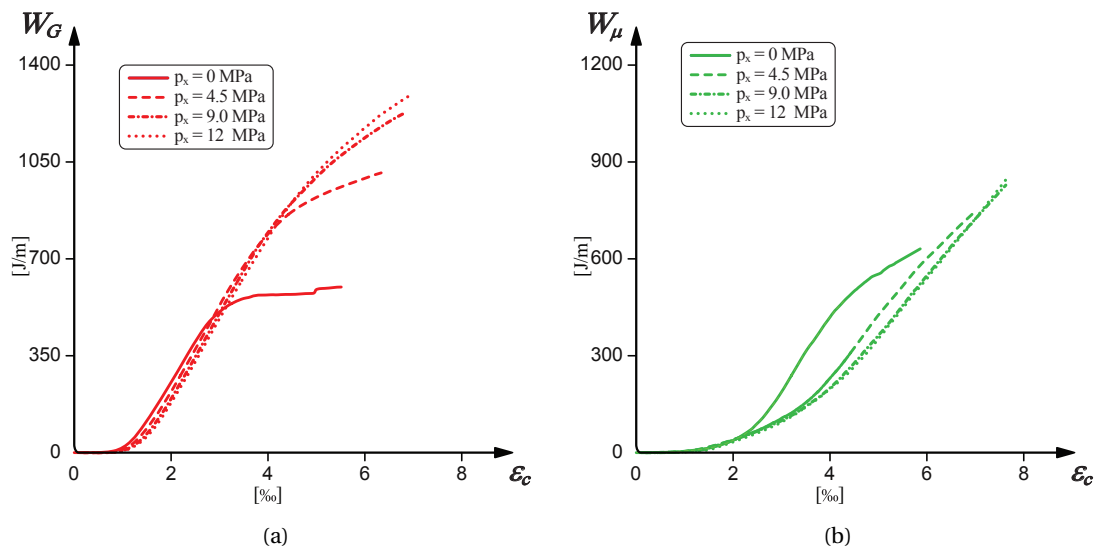 W_G
1400
1050
700
350
0
[J/m]
p_x = 0 MPa
p_x = 4.5 MPa
p_x = 9.0 MPa
p_x = 12 MPa
0 2 4 6 8
ε_c
[‰]
(a)
W_μ
1200
900
600
300
0
[J/m]
p_x = 0 MPa
p_x = 4.5 MPa
p_x = 9.0 MPa
p_x = 12 MPa
0 2 4 6 8
ε_c
[‰]
(b)